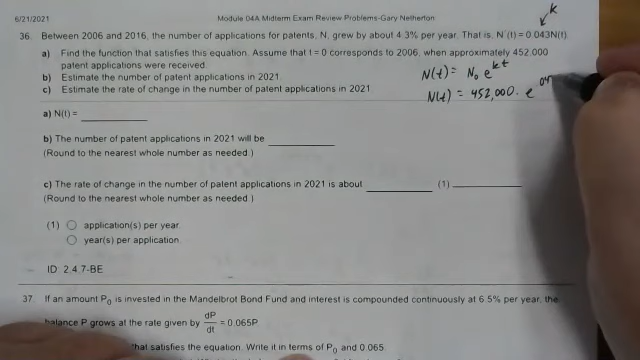 6/21/2021
Module 04A Midterm Exam Review Problems-Gary Netherton
k
36. Between 2006 and 2016, the number of applications for patents, N, grew by about 4.3% per year. That is, N'(t) = 0.043N(t).
a) Find the function that satisfies this equation. Assume that t = 0 corresponds to 2006, when approximately 452,000
patent applications were received.
b) Estimate the number of patent applications in 2021.
c) Estimate the rate of change in the number of patent applications in 2021.
N(t) = N₀ e^kt
N(t) = 452,000 · e
a) N(t) =
b) The number of patent applications in 2021 will be
(Round to the nearest whole number as needed.)
c) The rate of change in the number of patent applications in 2021 is about (1)
(Round to the nearest whole number as needed.)
(1) application(s) per year.
year(s) per application.
ID: 2.4.7-BE
37. If an amount P₀ is invested in the Mandelbrot Bond Fund and interest is compounded continuously at 6.5% per year, the
balance P grows at the rate given by dP/dt = 0.065P.
that satisfies the equation. Write it in terms of P₀ and 0.065.